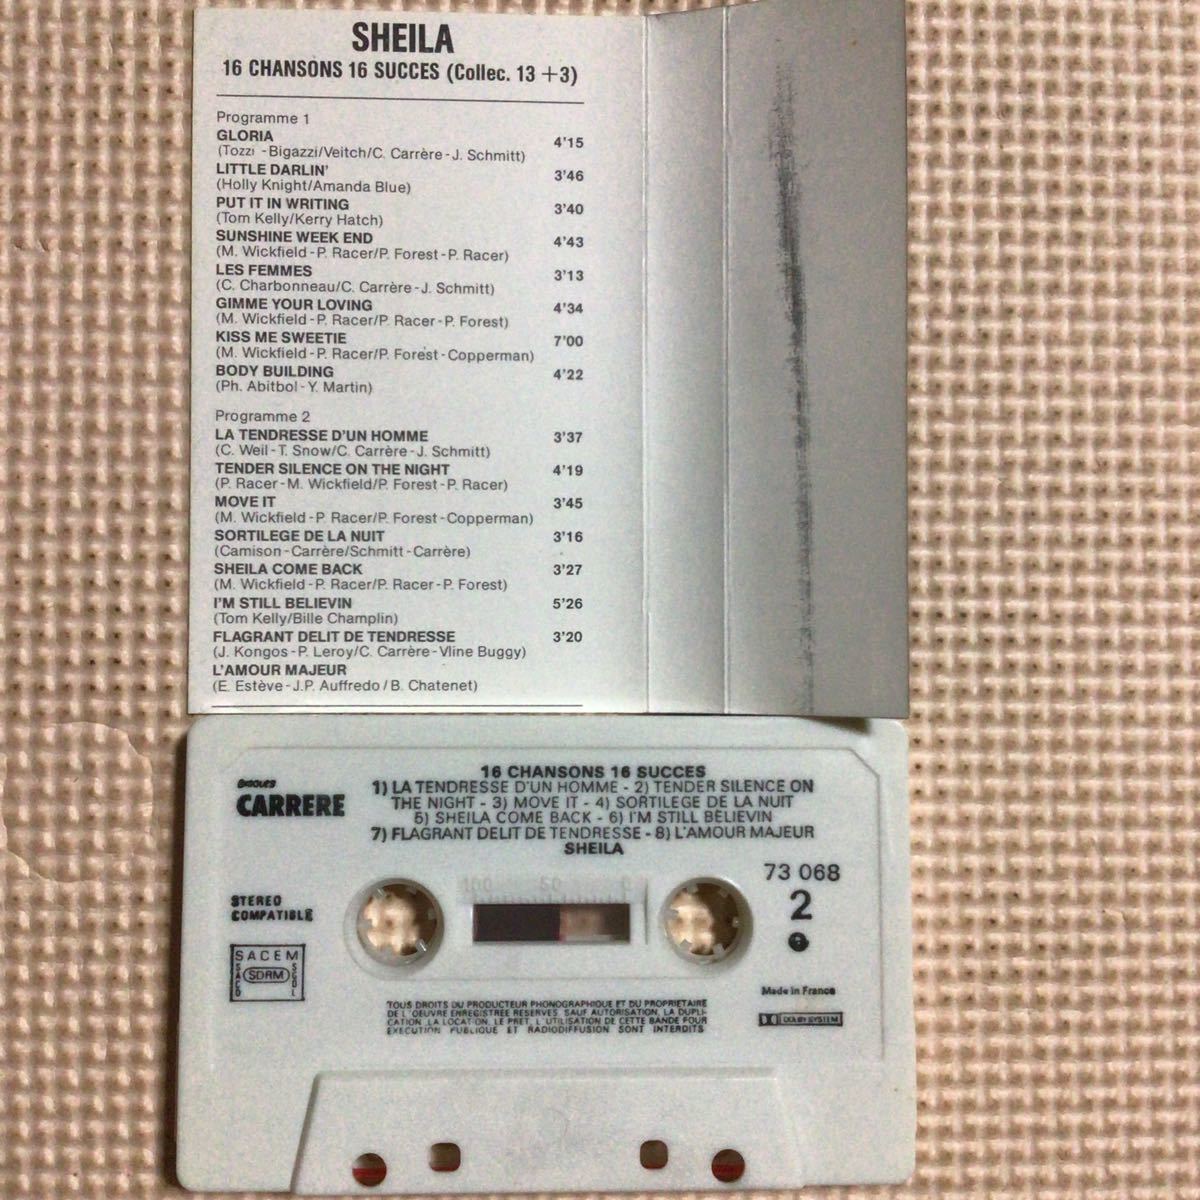 SHEILA
16 CHANSONS 16 SUCCES (Collec. 13 +3)
Programme 1
GLORIA 4'15
(Tozzi -Bigazzi/Veitch/C. Carrère-J. Schmitt)
LITTLE DARLIN' 3'46
(Holly Knight/Amanda Blue)
PUT IT IN WRITING 3'40
(Tom Kelly/Kerry Hatch)
SUNSHINE WEEK END 4'43
(M. Wickfield-P. Racer/P. Forest-P. Racer)
LES FEMMES 3'13
(C. Charbonneau/C. Carrère-J. Schmitt)
GIMME YOUR LOVING 4'34
(M. Wickfield-P. Racer/P. Racer-P. Forest)
KISS ME SWEETIE 7'00
(M. Wickfield-P. Racer/P. Forest-Copperman)
BODY BUILDING 4'22
(Ph. Abitbol-Y. Martin)
Programme 2
LA TENDRESSE D'UN HOMME 3'37
(C. Weil-T. Snow/C. Carrère-J. Schmitt)
TENDER SILENCE ON THE NIGHT 4'19
(P. Racer-M. Wickfield/P. Forest-P. Racer)
MOVE IT 3'45
(M. Wickfield-P. Racer/P. Forest-Copperman)
SORTILEGE DE LA NUIT 3'16
(Camison-Carrère/Schmitt-Carrère)
SHEILA COME BACK 3'27
(M. Wickfield-P. Racer/P. Racer-P. Forest)
I'M STILL BELIEVIN 5'26
(Tom Kelly/Bille Champlin)
FLAGRANT DELIT DE TENDRESSE 3'20
(J. Kongos-P. Leroy/C. Carrère-Vline Buggy)
L'AMOUR MAJEUR
(E. Estève-J.P. Auffredo/B. Chatenet)
16 CHANSONS 16 SUCCES
1) LA TENDRESSE D'UN HOMME - 2) TENDER SILENCE ON
THE NIGHT - 3) MOVE IT - 4) SORTILEGE DE LA NUIT
5) SHEILA COME BACK - 6) I'M STILL BELIEVIN
7) FLAGRANT DELIT DE TENDRESSE - 8) L'AMOUR MAJEUR
SHEILA
DISQUES
CARRERE
73 068
100 50 0
STEREO
COMPATIBLE
2
SACEM
SACD SDRM SGDL
Made in France
DOLBY SYSTEM
TOUS DROITS DU PRODUCTEUR PHONOGRAPHIQUE ET DU PROPRIETAIRE
DE L'OEUVRE ENREGISTREE RESERVES. SAUF AUTORISATION, LA DUPLI-
CATION, LA LOCATION, LE PRET, L'UTILISATION DE CETTE BANDE POUR
EXECUTION PUBLIQUE ET RADIODIFFUSION SONT INTERDITS